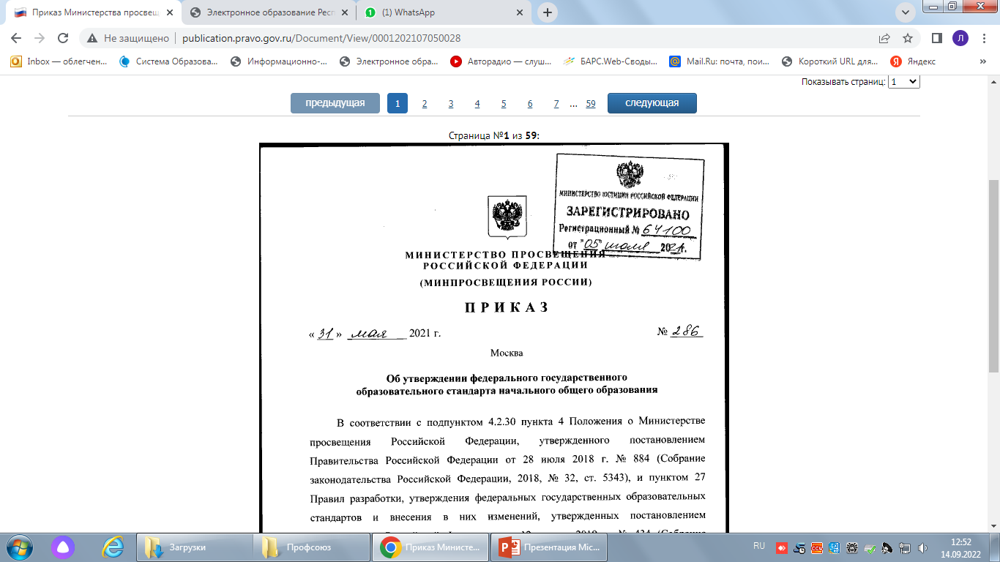 Приказ Министерства просвещ
Электронное образование Респ
(1) WhatsApp
Не защищено
publication.pravo.gov.ru/Document/View/0001202107050028
Л
Inbox — облегчен...
Система Образова...
Информационно-...
Электронное обра...
Авторадио — слуш...
БАРС.Web-Своды...
Mail.Ru: почта, пои...
Короткий URL для...
Яндекс
»
Показывать страниц: 1
предыдущая 1 2 3 4 5 6 7 ... 59 следующая
Страница №1 из 59:
МИНИСТЕРСТВО ЮСТИЦИИ РОССИЙСКОЙ ФЕДЕРАЦИИ
ЗАРЕГИСТРИРОВАНО
Регистрационный № 64100
от "05" июля 2021г.
МИНИСТЕРСТВО ПРОСВЕЩЕНИЯ
РОССИЙСКОЙ ФЕДЕРАЦИИ
(МИНПРОСВЕЩЕНИЯ РОССИИ)
ПРИКАЗ
« 31 » мая 2021 г.
№ 286
Москва
Об утверждении федерального государственного
образовательного стандарта начального общего образования
В соответствии с подпунктом 4.2.30 пункта 4 Положения о Министерстве
просвещения Российской Федерации, утвержденного постановлением
Правительства Российской Федерации от 28 июля 2018 г. № 884 (Собрание
законодательства Российской Федерации, 2018, № 32, ст. 5343), и пунктом 27
Правил разработки, утверждения федеральных государственных образовательных
стандартов и внесения в них изменений, утвержденных постановлением
Загрузки
Профсоюз
Приказ Министе...
Презентация Mic...
RU
12:52
14.09.2022